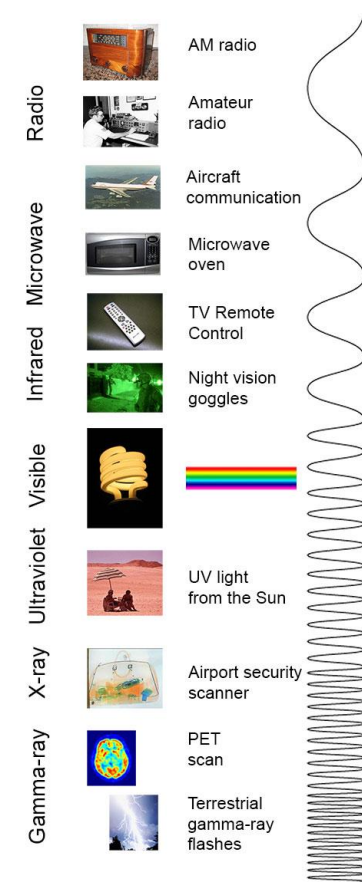 Radio
AM radio
Amateur
radio
Aircraft
communication
Microwave
Microwave
oven
Infrared
TV Remote
Control
Night vision
goggles
Visible
Ultraviolet
UV light
from the Sun
X-ray
Airport security
scanner
Gamma-ray
PET
scan
Terrestrial
gamma-ray
flashes